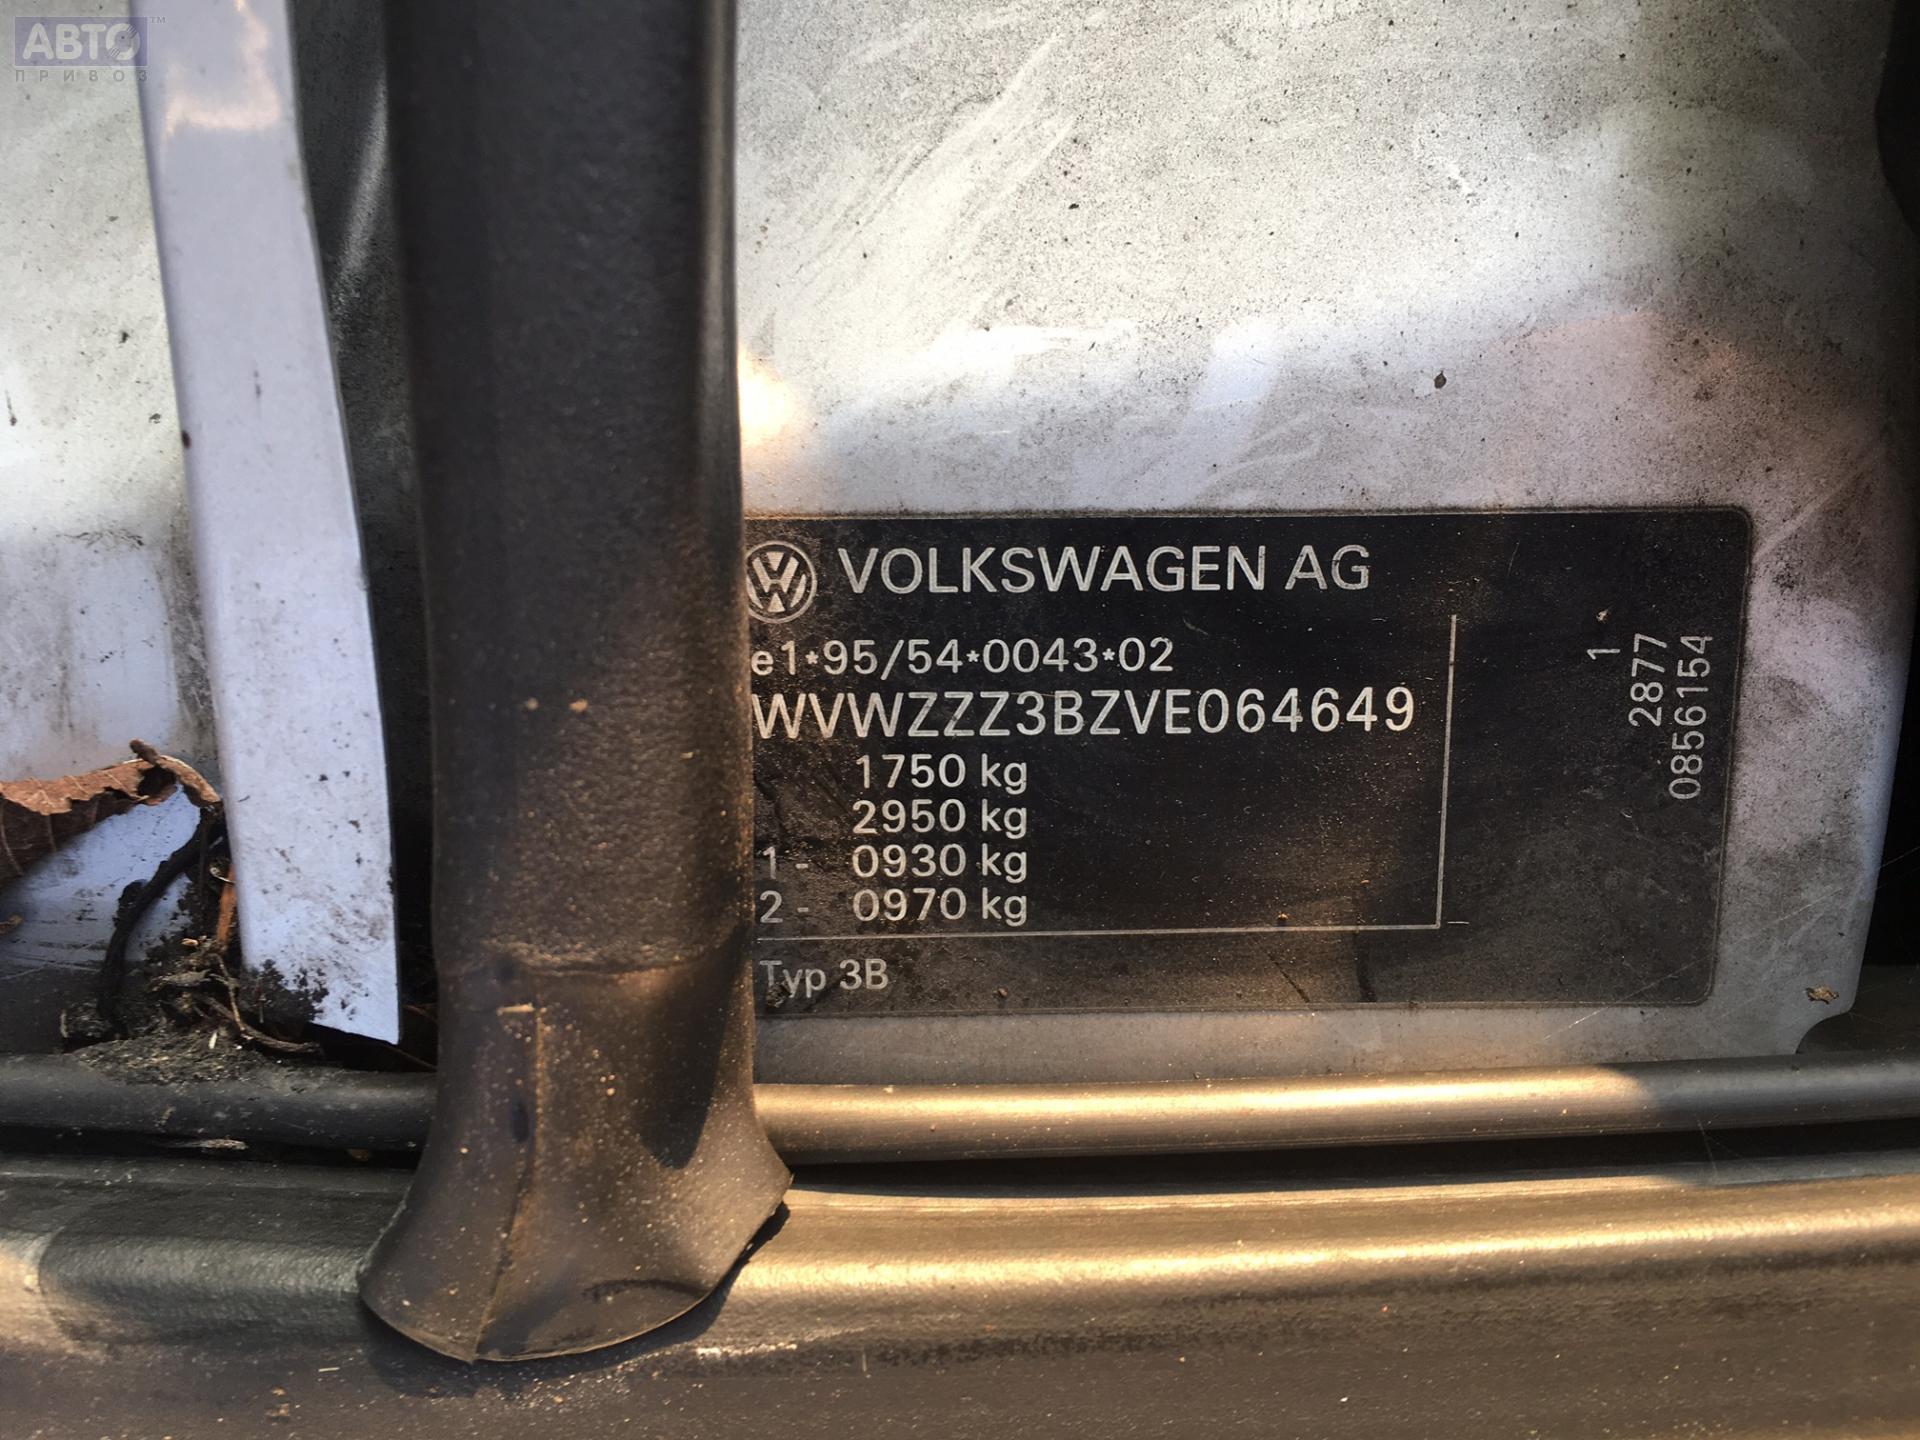 АВТО™
ПРИВОЗ
VOLKSWAGEN AG
e1*95/54*0043*02
WVWZZZ3BZVE064649
1750 kg
2950 kg
1- 0930 kg
2- 0970 kg
Typ 3B
1
2877
0856154